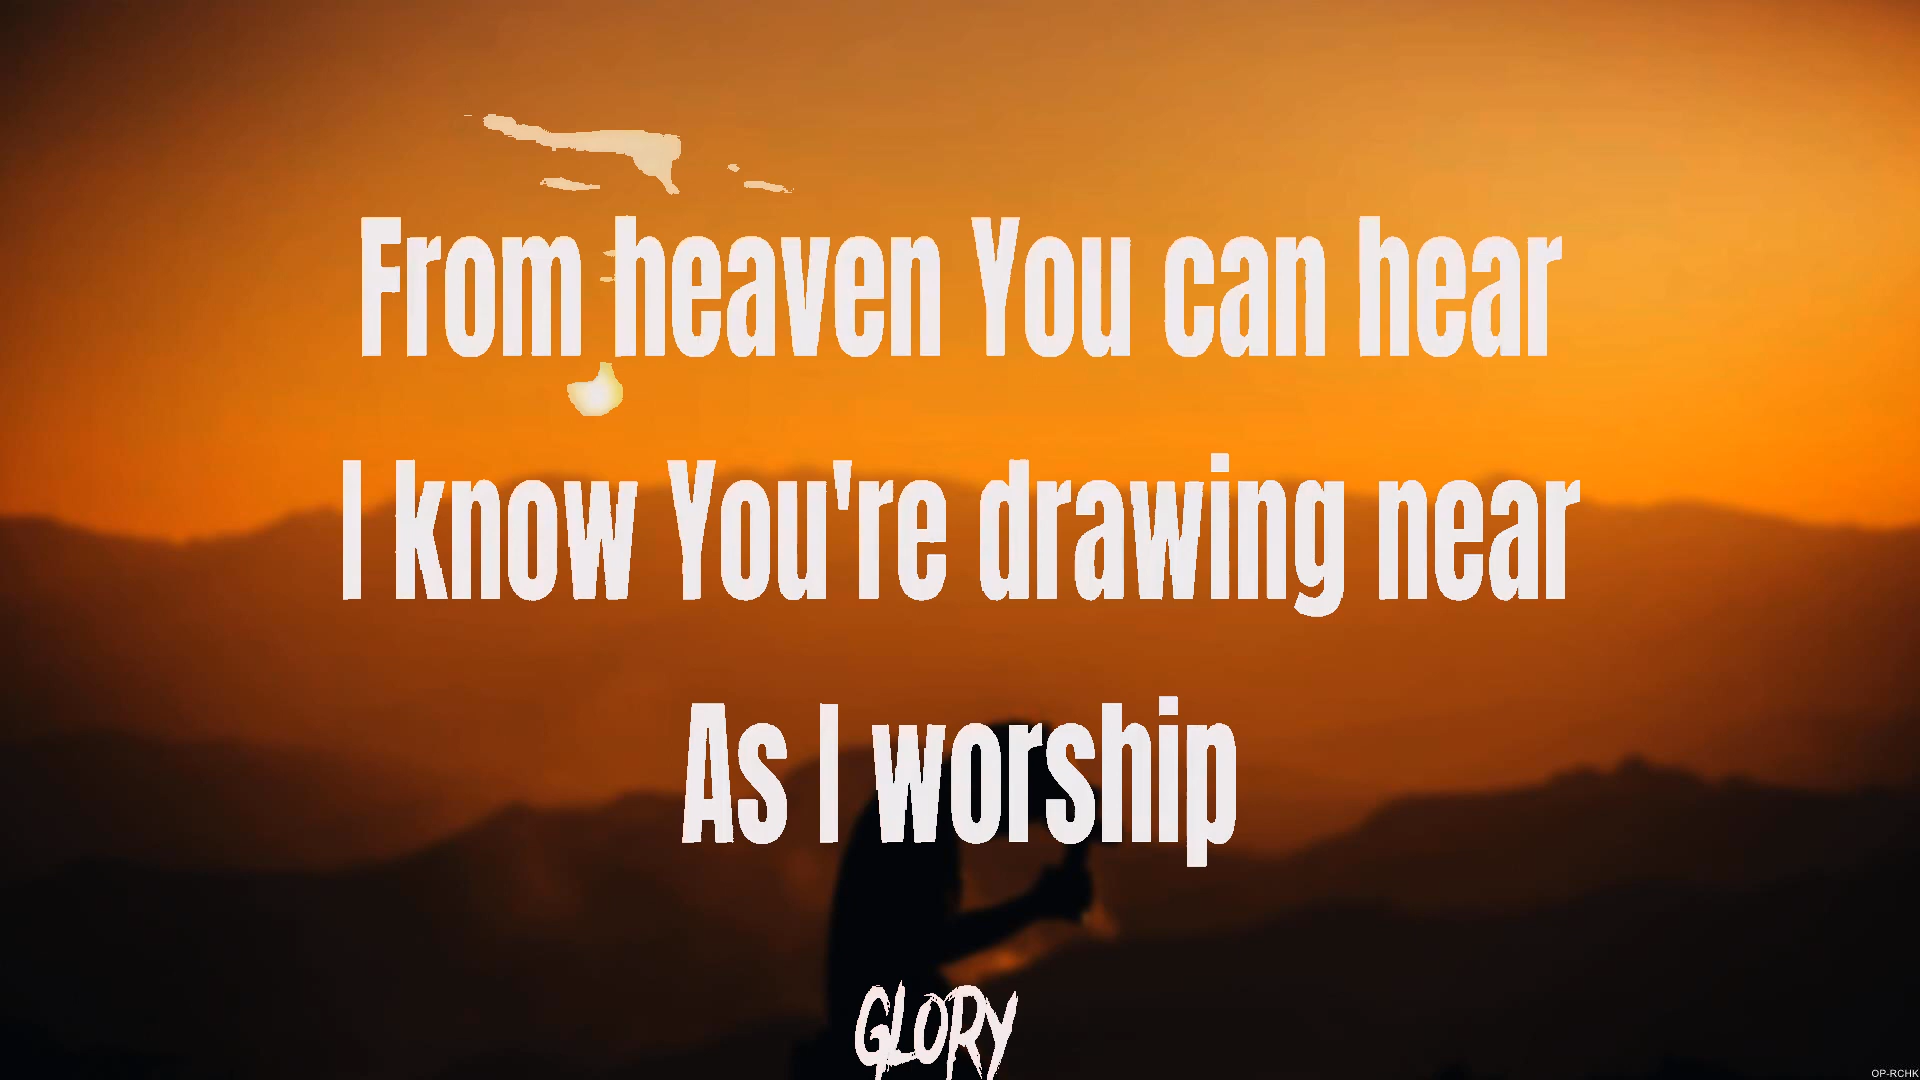 From heaven You can hear
I know You're drawing near
As I worship
GLORY
OP-RCHK